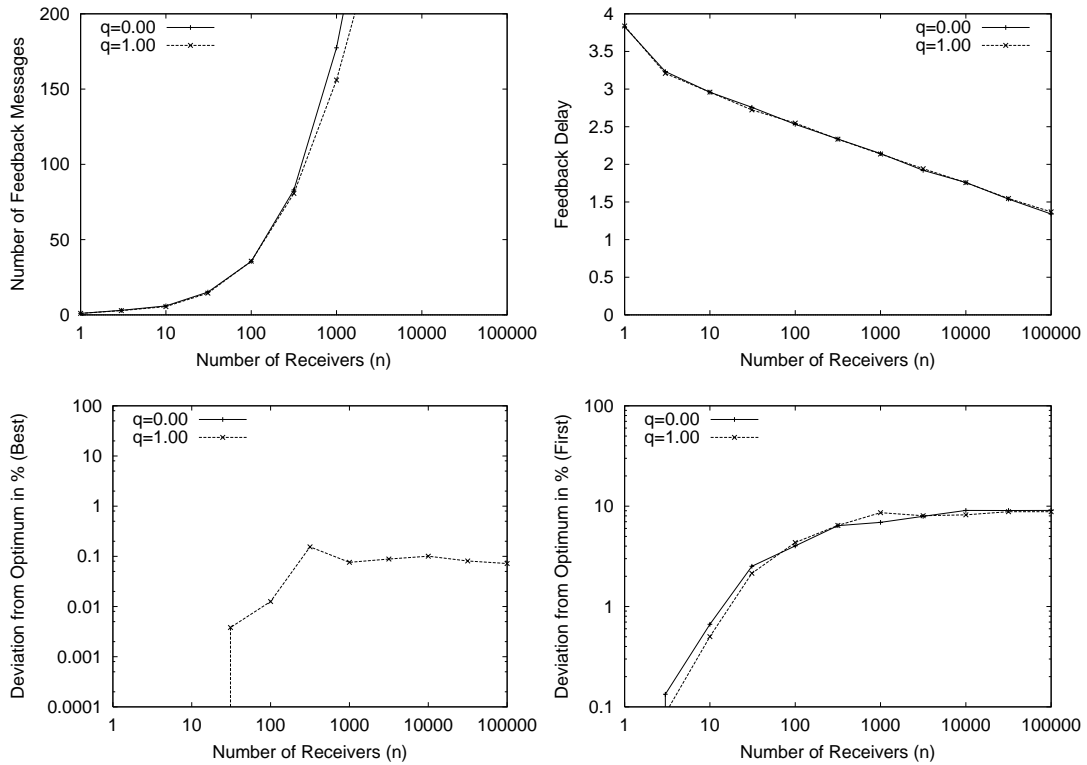 Number of Feedback Messages
200
150
100
50
0
q=0.00
q=1.00
1 10 100 1000 10000 100000
Number of Receivers (n)
Feedback Delay
4
3.5
3
2.5
2
1.5
1
0.5
0
q=0.00
q=1.00
1 10 100 1000 10000 100000
Number of Receivers (n)
Deviation from Optimum in % (Best)
100
10
1
0.1
0.01
0.001
0.0001
q=0.00
q=1.00
1 10 100 1000 10000 100000
Number of Receivers (n)
Deviation from Optimum in % (First)
100
10
1
0.1
q=0.00
q=1.00
1 10 100 1000 10000 100000
Number of Receivers (n)